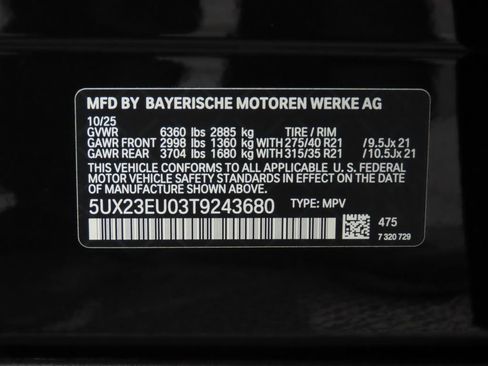 MFD BY BAYERISCHE MOTOREN WERKE AG
10/25
GVWR 6360 lbs 2885 kg TIRE / RIM
GAWR FRONT 2998 lbs 1360 kg WITH 275/40 R21 / 9.5Jx 21
GAWR REAR 3704 lbs 1680 kg WITH 315/35 R21 / 10.5Jx 21
THIS VEHICLE CONFORMS TO ALL APPLICABLE U. S. FEDERAL
MOTOR VEHICLE SAFETY STANDARDS IN EFFECT ON THE
DATE OF MANUFACTURE SHOWN ABOVE.
5UX23EU03T9243680 TYPE: MPV
475
7 320 729